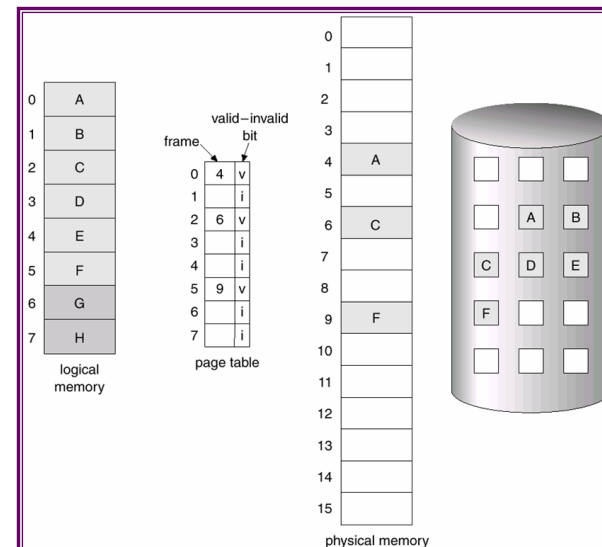 0 A
1 B
2 C
3 D
4 E
5 F
6 G
7 H
logical
memory
valid–invalid
bit
frame
0 4 v
1 i
2 6 v
3 i
4 i
5 9 v
6 i
7 i
page table
0
1
2
3
4 A
5
6 C
7
8
9 F
10
11
12
13
14
15
physical memory
A B
C D E
F